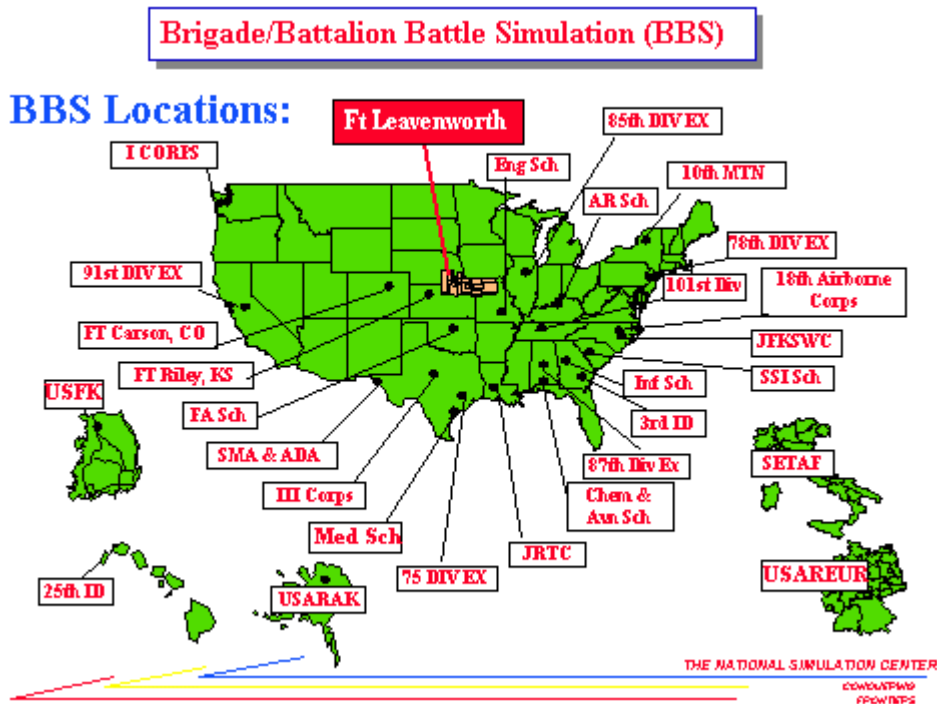 Brigade/Battalion Battle Simulation (BBS)
BBS Locations:
Ft Leavenworth
85th DIV EX
I CORPS
Eng Sch
10th MTN
AR Sch
78th DIV EX
91st DIV EX
101st Div
18th Airborne
Corps
FT Carson, CO
JFKSWC
FT Riley, KS
Inf Sch
SSI Sch
USFK
FA Sch
3rd ID
SMA & ADA
87th Div Ex
SETAF
III Corps
Chem &
Avn Sch
Med Sch
JRTC
75 DIV EX
USAREUR
25th ID
USARAK
THE NATIONAL SIMULATION CENTER
CONQUERING
FRONTIERS